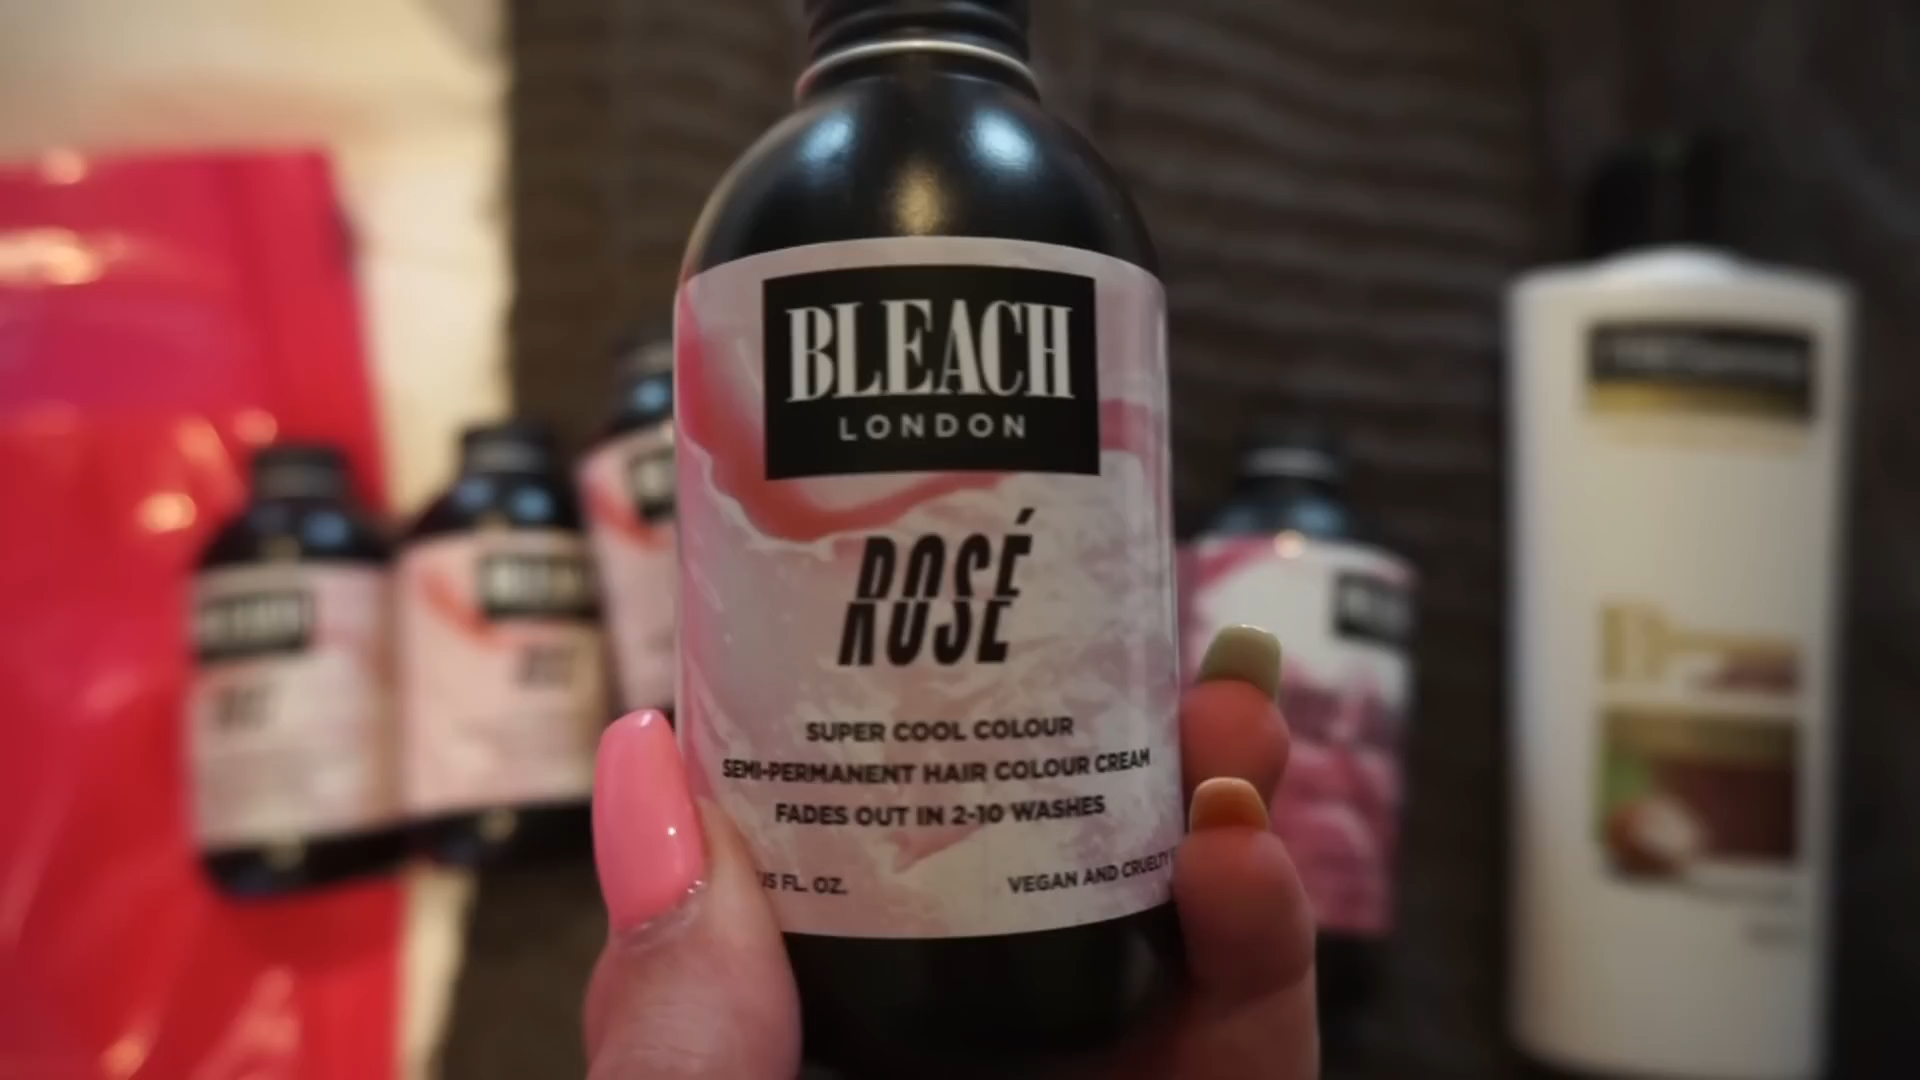 BLEACH
LONDON
ROSÉ
SUPER COOL COLOUR
SEMI-PERMANENT HAIR COLOUR CREAM
FADES OUT IN 2-10 WASHES
FL. OZ.
VEGAN AND CRUELTY